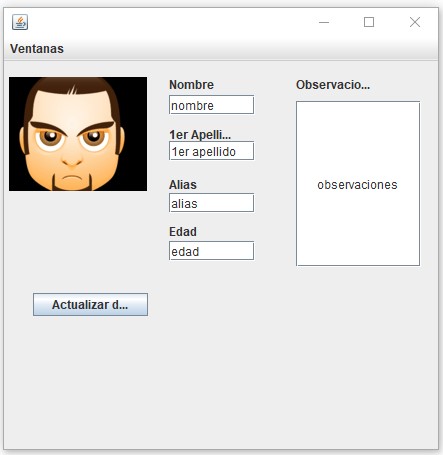 Ventanas
Nombre
nombre
1er Apelli...
1er apellido
Alias
alias
Edad
edad
Observacio...
observaciones
Actualizar d...